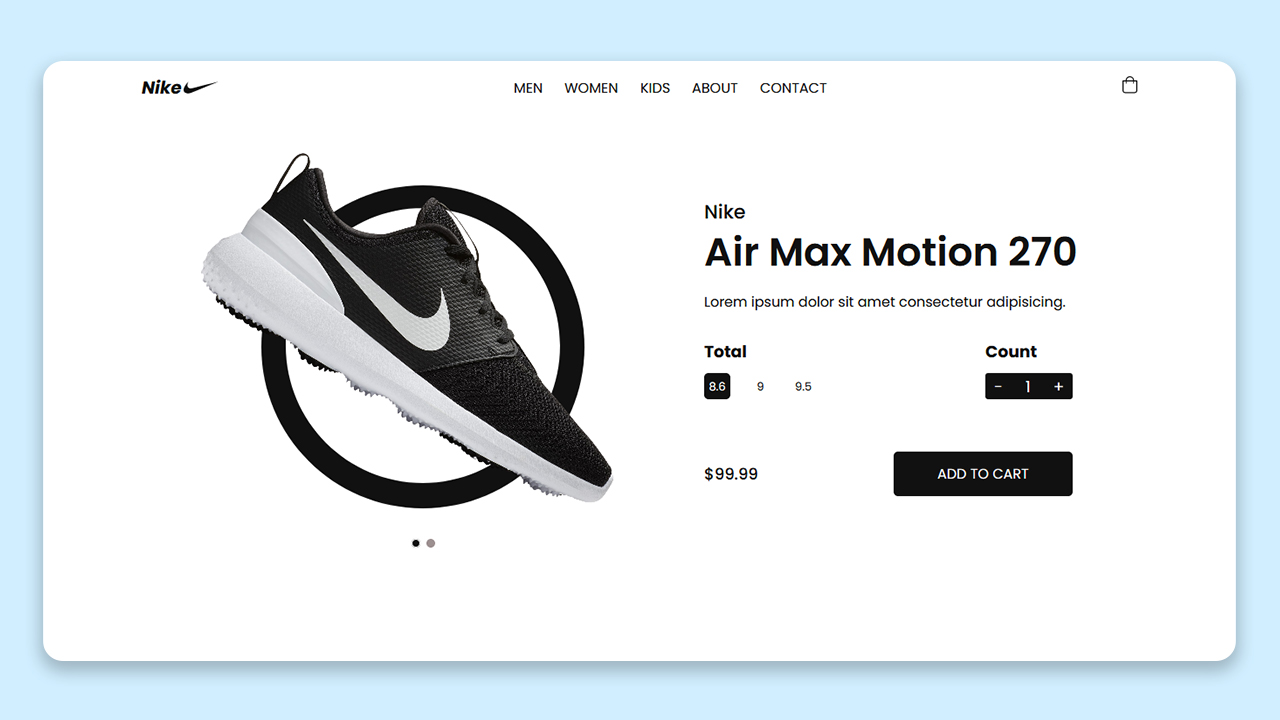 Nike
MEN WOMEN KIDS ABOUT CONTACT
Nike
Air Max Motion 270
Lorem ipsum dolor sit amet consectetur adipisicing.
Total Count
8.6 9 9.5 - 1 +
$99.99 ADD TO CART